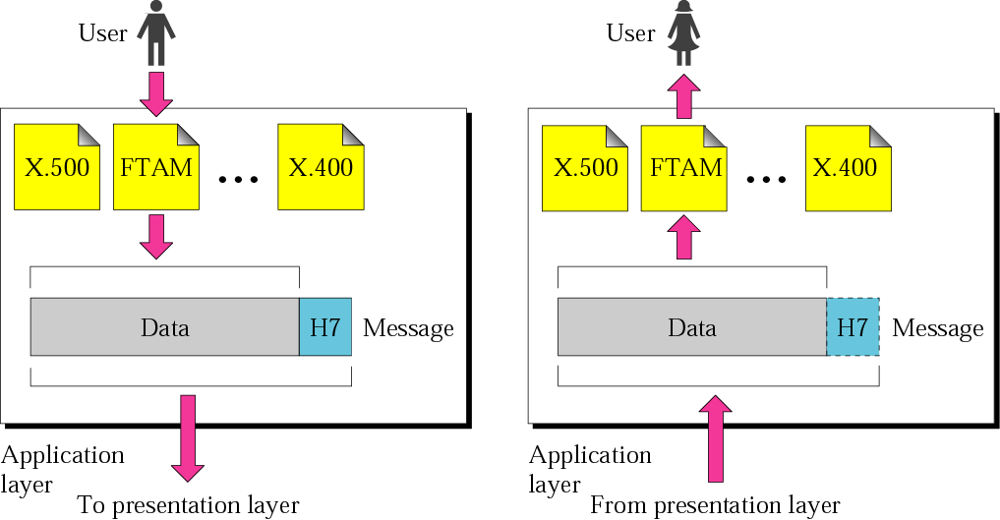 User
X.500 FTAM ... X.400
Data H7 Message
Application
layer
To presentation layer
User
X.500 FTAM ... X.400
Data H7 Message
Application
layer
From presentation layer